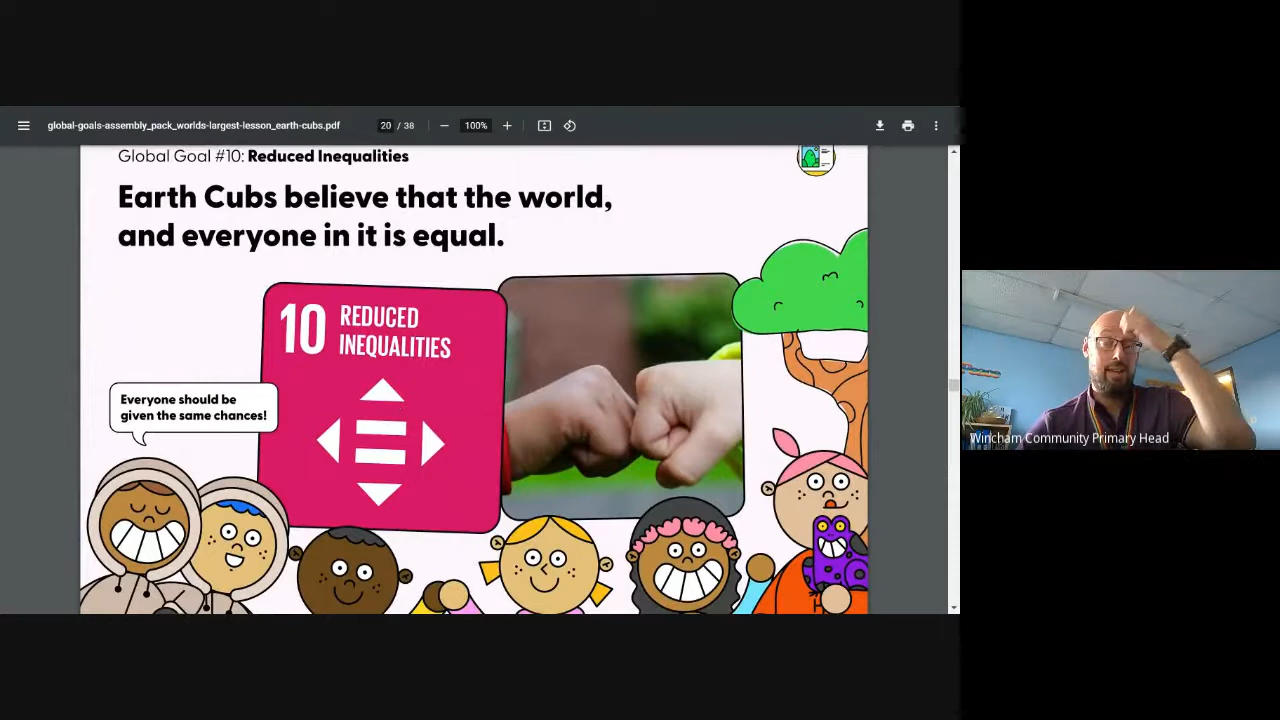 global-goals-assembly_pack_worlds-largest-lesson_earth-cubs.pdf
20 / 38
100%
Global Goal #10: Reduced Inequalities
Earth Cubs believe that the world,
and everyone in it is equal.
10 REDUCED
INEQUALITIES
Everyone should be
given the same chances!
Wincham Community Primary Head